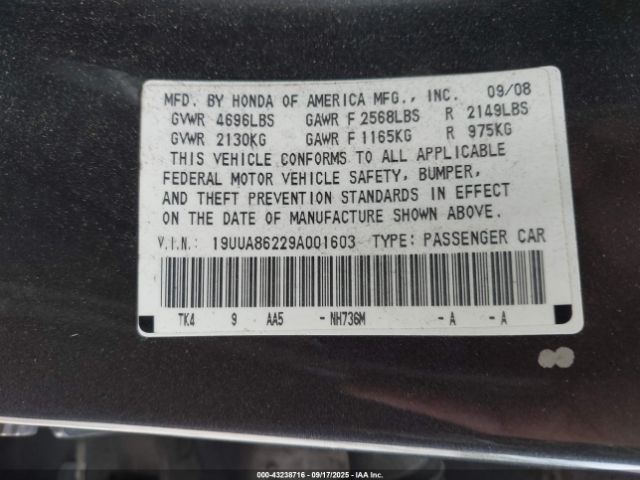 MFD. BY HONDA OF AMERICA MFG., INC. 09/08
GVWR 4696LBS GAWR F 2568LBS R 2149LBS
GVWR 2130KG GAWR F 1165KG R 975KG
THIS VEHICLE CONFORMS TO ALL APPLICABLE
FEDERAL MOTOR VEHICLE SAFETY, BUMPER,
AND THEFT PREVENTION STANDARDS IN EFFECT
ON THE DATE OF MANUFACTURE SHOWN ABOVE.
V.I.N.: 19UUA86229A001603 TYPE: PASSENGER CAR
TK4 9 AA5 - NH736M - A - A
000-43238716 | 09/17/2025 | IAA Inc.